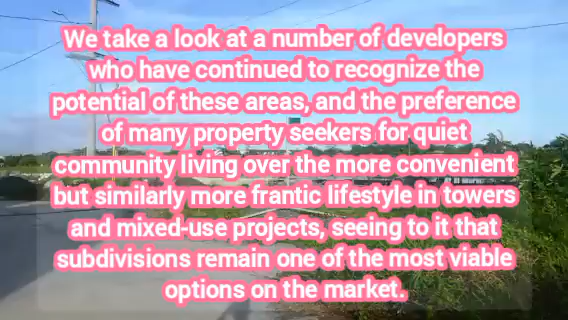 We take a look at a number of developers
who have continued to recognize the
potential of these areas, and the preference
of many property seekers for quiet
community living over the more convenient
but similarly more frantic lifestyle in towers
and mixed-use projects, seeing to it that
subdivisions remain one of the most viable
options on the market.